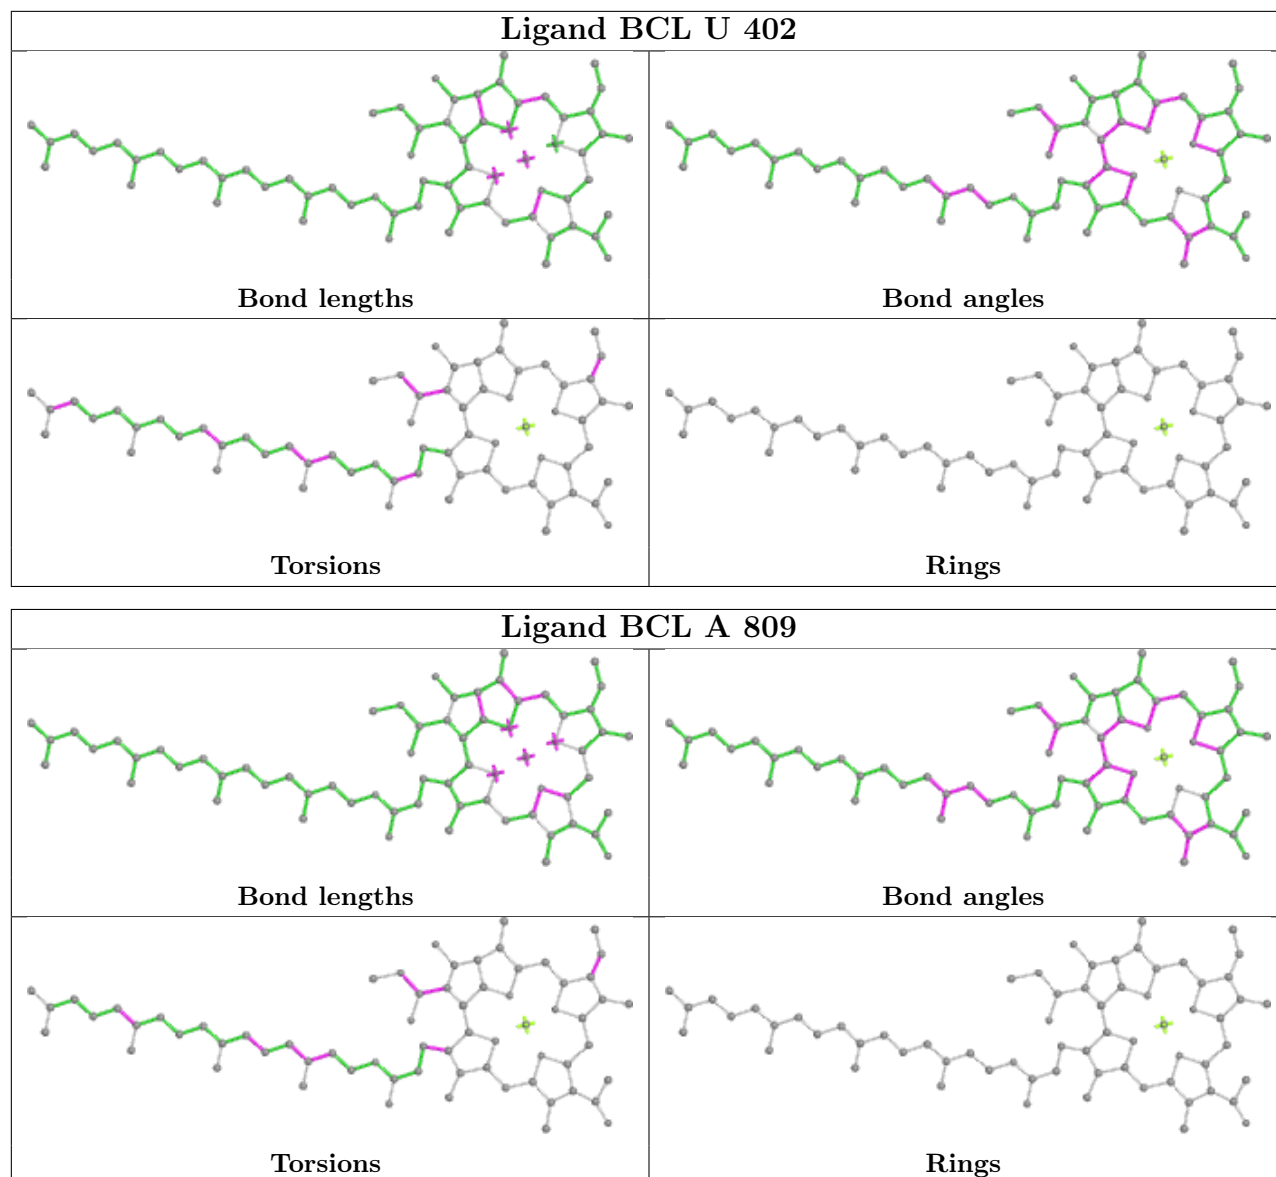 Ligand BCL U 402
Bond lengths
Bond angles
Torsions
Rings
Ligand BCL A 809
Bond lengths
Bond angles
Torsions
Rings